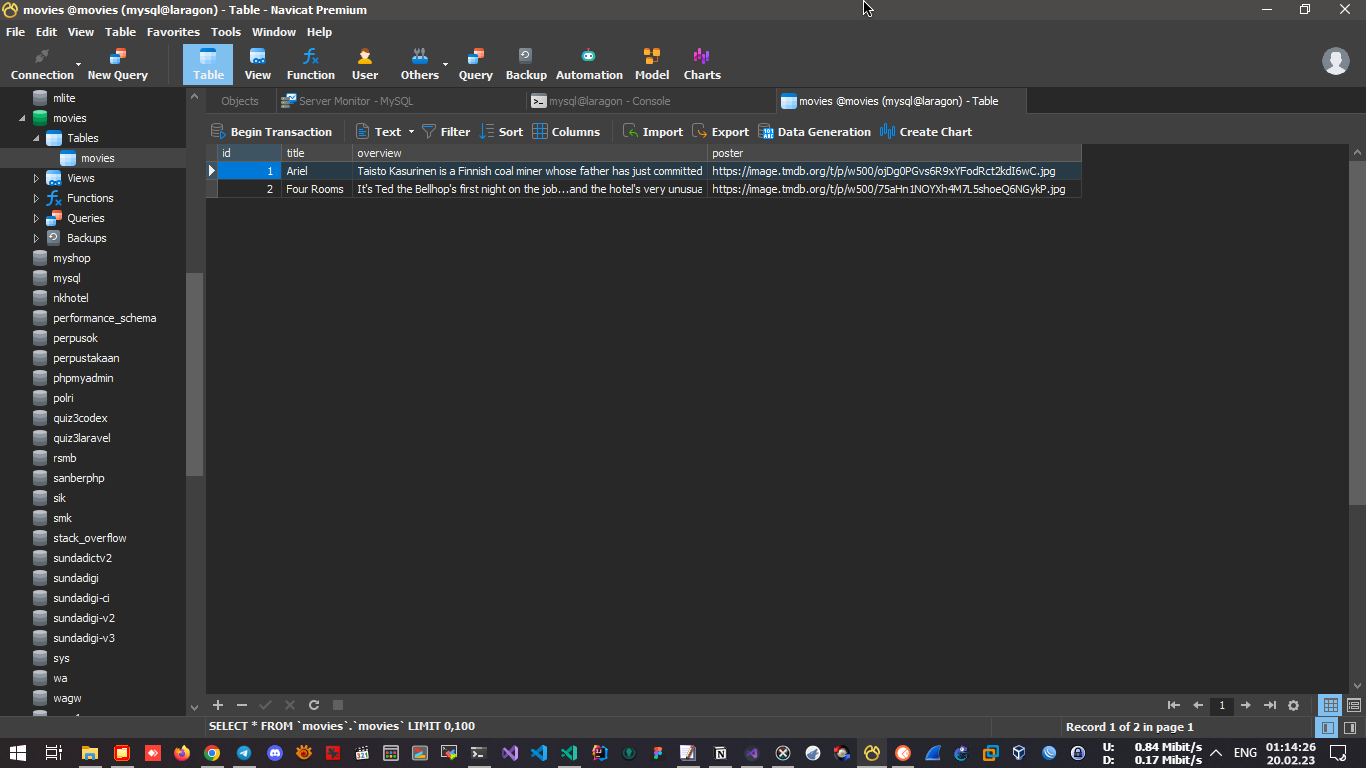 movies @movies (mysql@laragon) - Table - Navicat Premium
File Edit View Table Favorites Tools Window Help
Connection New Query Table View Function User Others Query Backup Automation Model Charts
mlite
movies
Tables
movies
Views
Functions
Queries
Backups
myshop
mysql
nkhotel
performance_schema
perpusok
perpustakaan
phpmyadmin
polri
quiz3codex
quiz3laravel
rsmb
sanberphp
sik
smk
stack_overflow
sundadictv2
sundadigi
sundadigi-ci
sundadigi-v2
sundadigi-v3
sys
wa
wagw
Objects Server Monitor - MySQL mysql@laragon - Console movies @movies (mysql@laragon) - Table
Begin Transaction Text Filter Sort Columns Import Export Data Generation Create Chart
id title overview poster
1 Ariel Taisto Kasurinen is a Finnish coal miner whose father has just committed https://image.tmdb.org/t/p/w500/ojDg0PGvs6R9xYFodRct2kdI6wC.jpg
2 Four Rooms It's Ted the Bellhop's first night on the job...and the hotel's very unusua https://image.tmdb.org/t/p/w500/75aHn1NOYXh4M7L5shoeQ6NGykP.jpg
1
SELECT * FROM `movies`.`movies` LIMIT 0,100
Record 1 of 2 in page 1
U: 0.84 Mibit/s
D: 0.17 Mibit/s
ENG
01:14:26
20.02.23